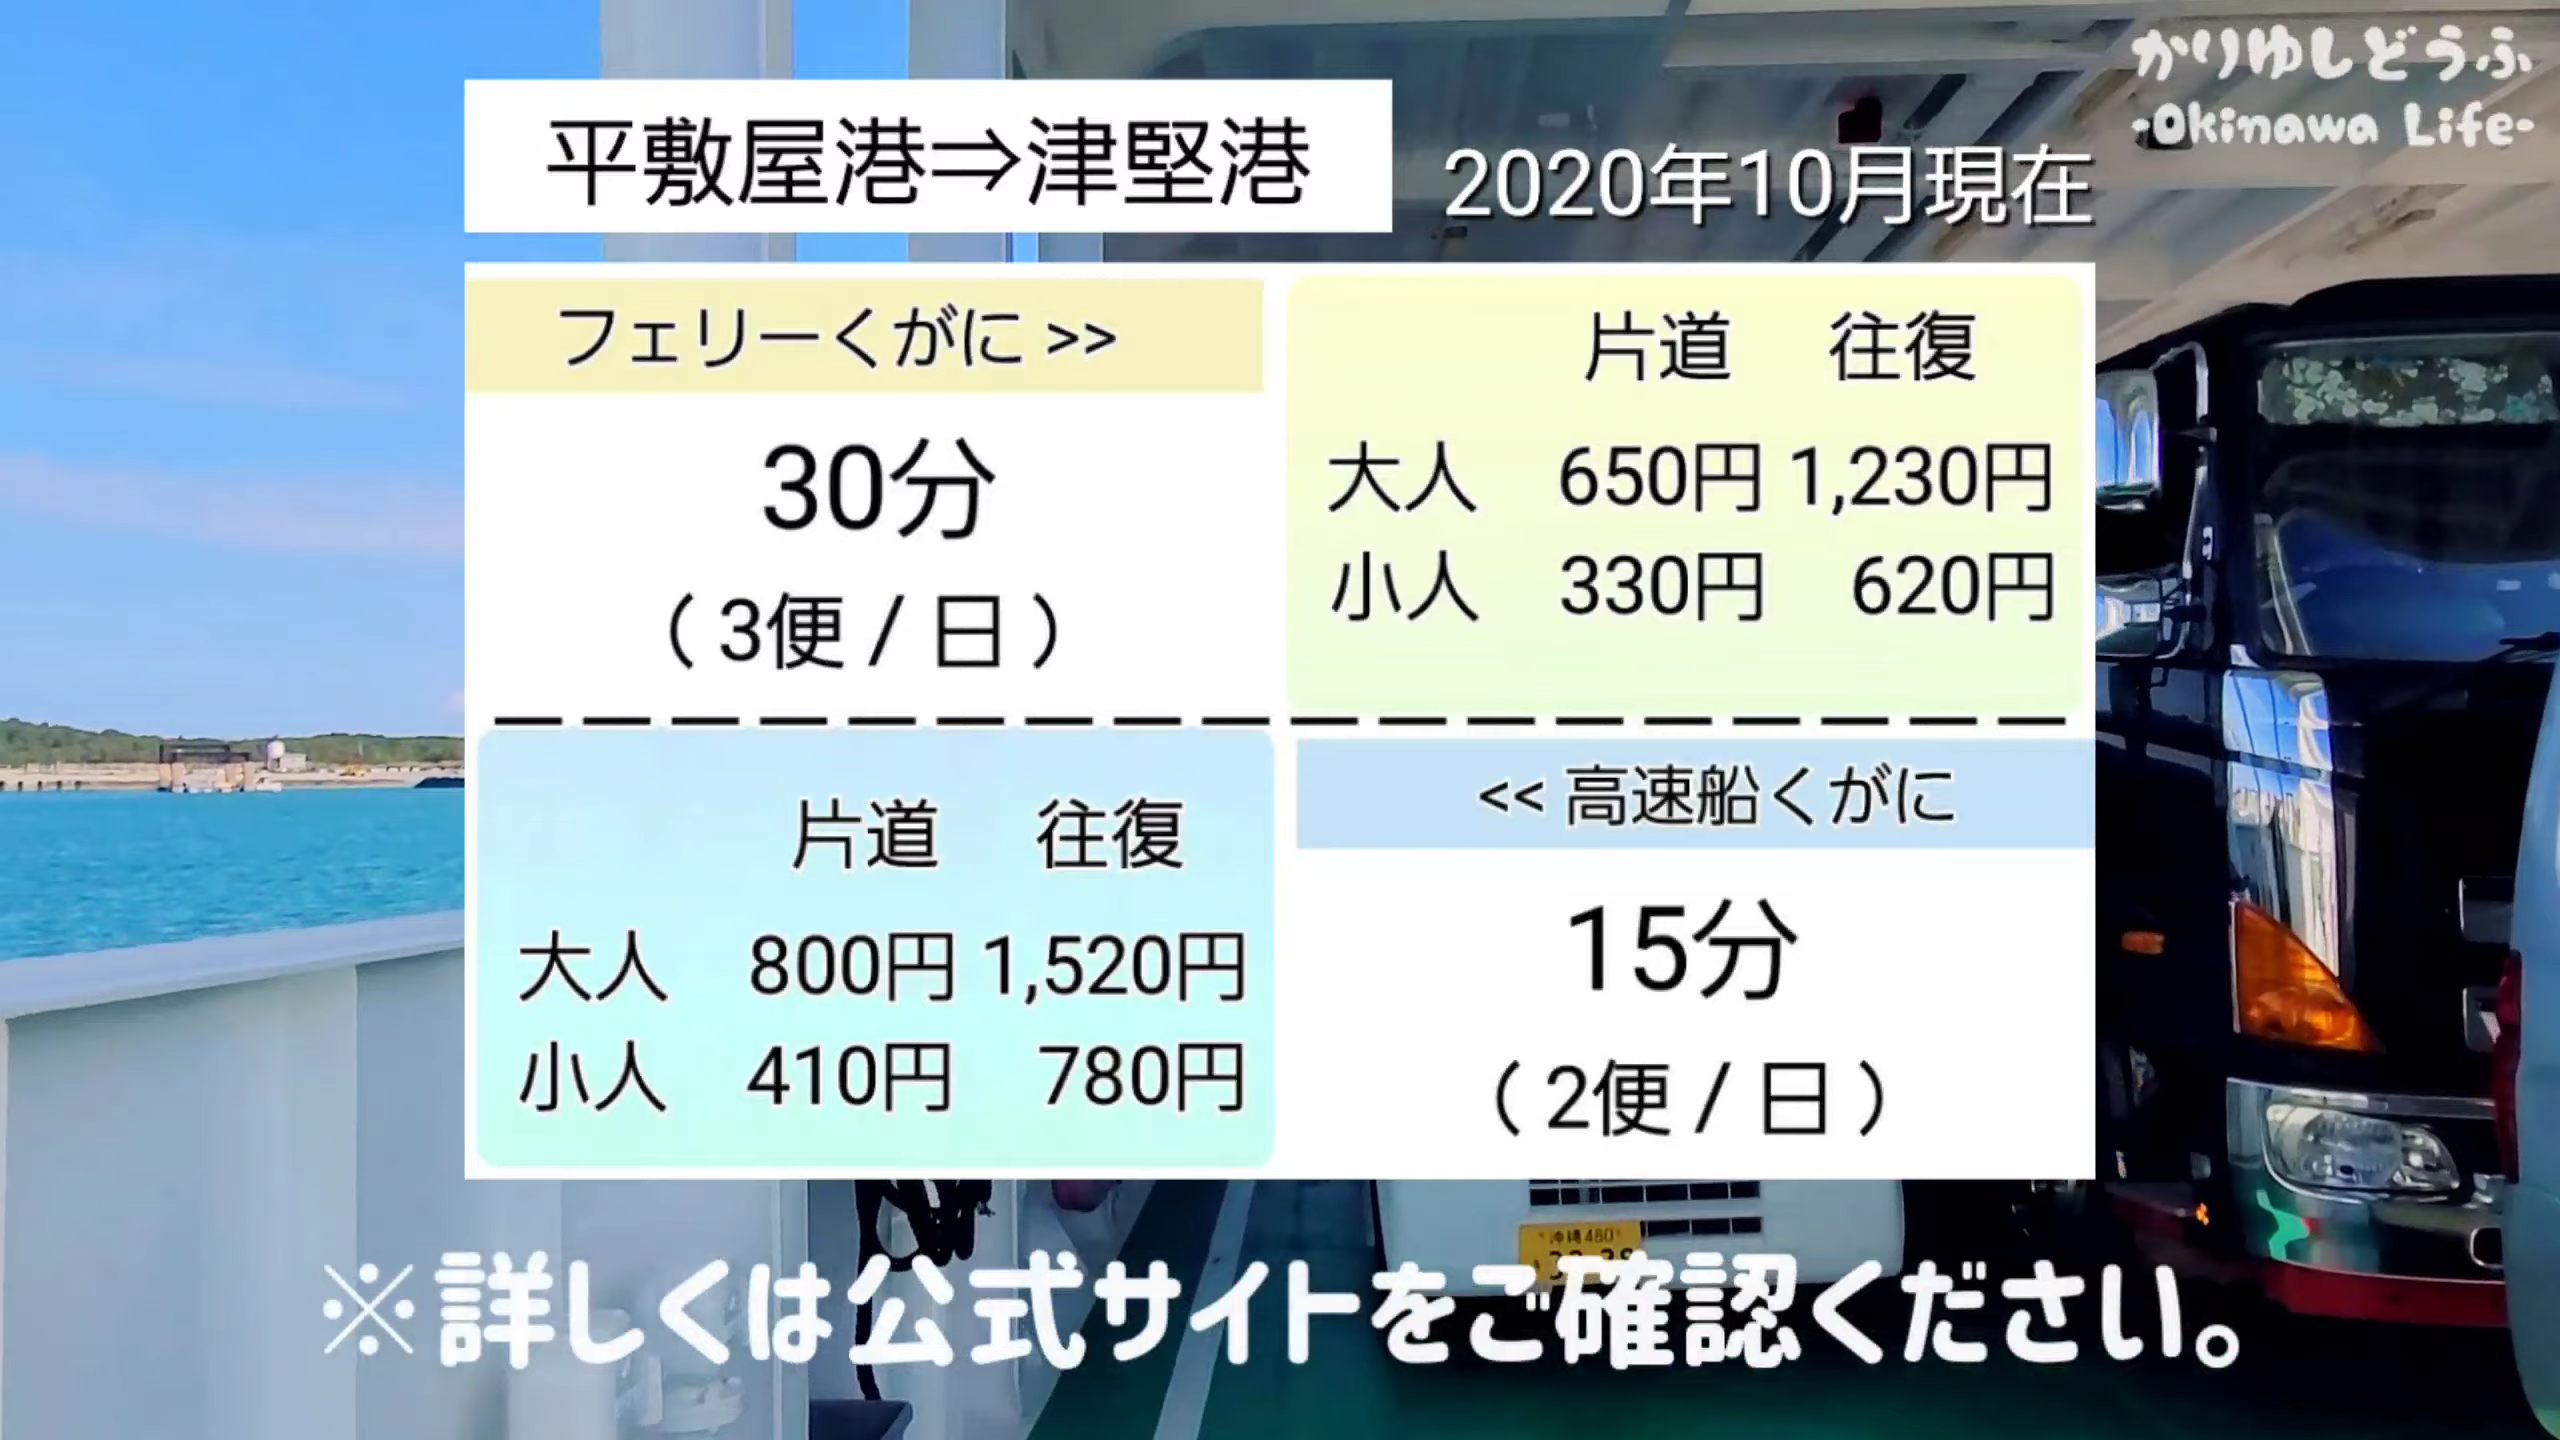 かりゆしどうふ
-Okinawa Life-
平敷屋港⇒津堅港
2020年10月現在
フェリーくがに >>
30分
( 3便 / 日 )
片道 往復
大人 650円 1,230円
小人 330円 620円
<< 高速船くがに
15分
( 2便 / 日 )
片道 往復
大人 800円 1,520円
小人 410円 780円
沖縄 480
※詳しくは公式サイトをご確認ください。